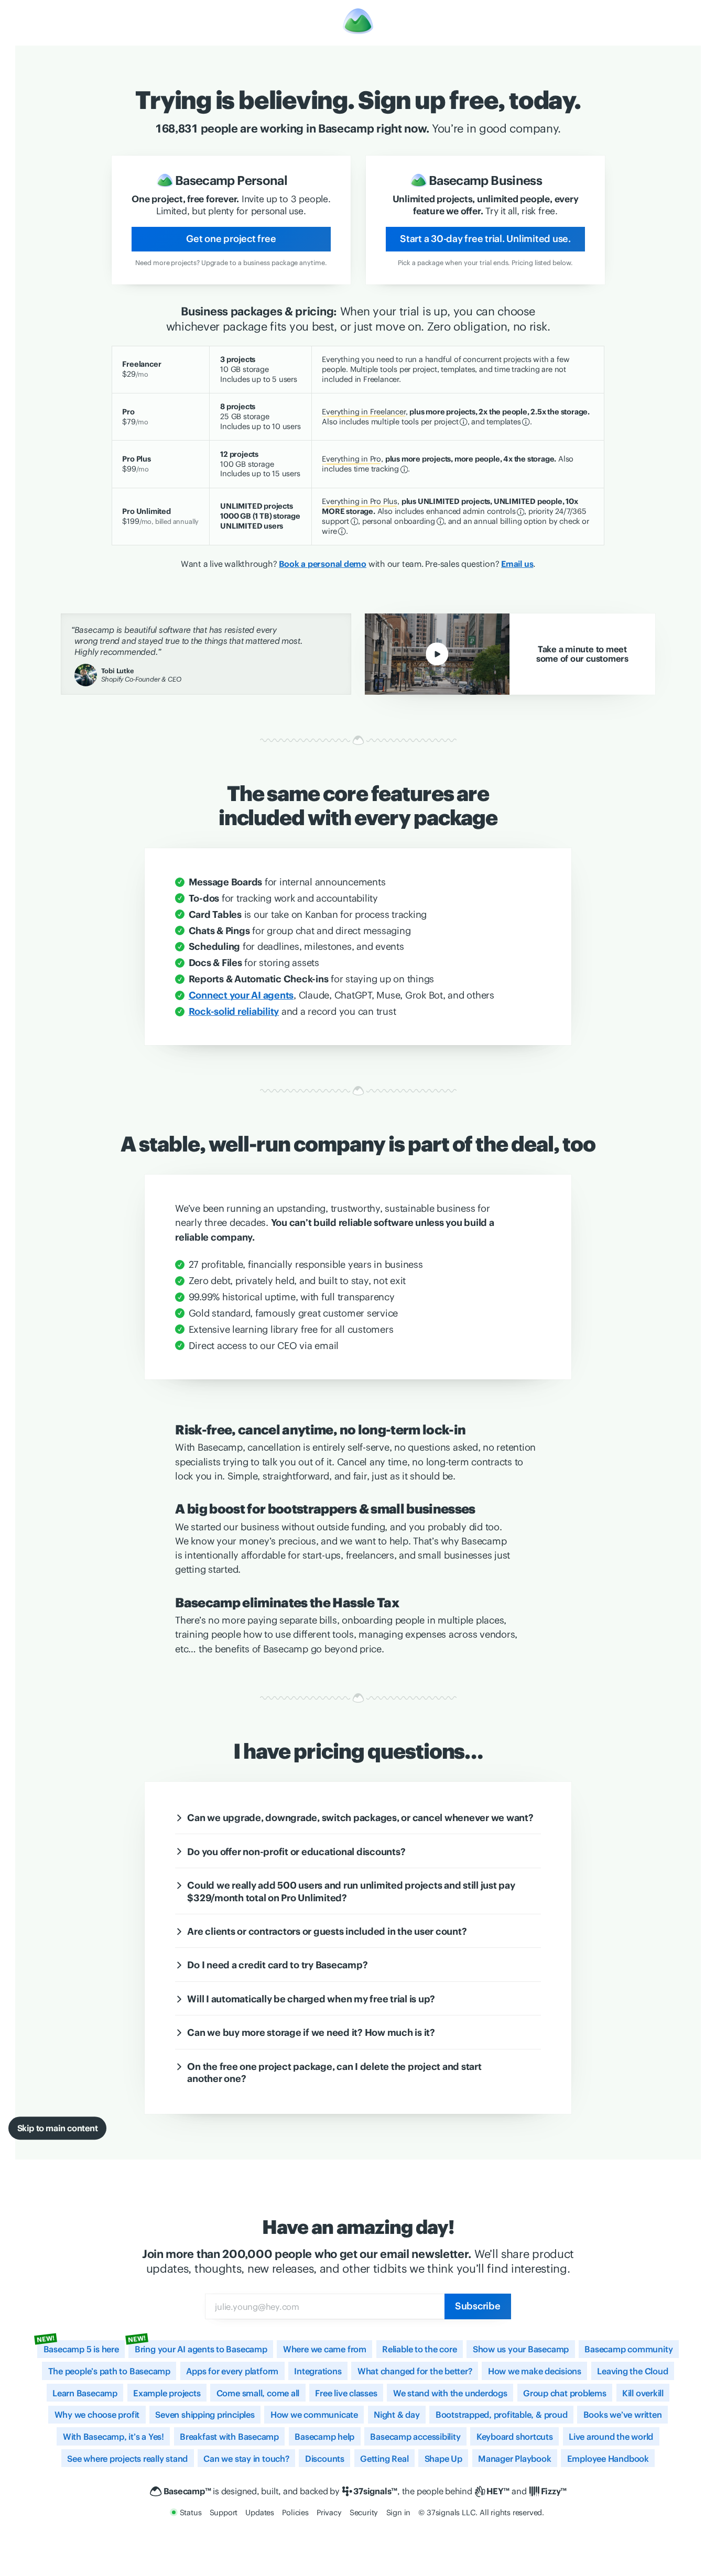 Trying is believing. Sign up free, today.
168,831 people are working in Basecamp right now. You're in good company.
Basecamp Personal
One project, free forever. Invite up to 3 people.
Limited, but plenty for personal use.
Get one project free
Need more projects? Upgrade to a business package anytime.
Basecamp Business
Unlimited projects, unlimited people, every
feature we offer. Try it all, risk free.
Start a 30-day free trial. Unlimited use.
Pick a package when your trial ends. Pricing listed below.
Business packages & pricing: When your trial is up, you can choose
whichever package fits you best, or just move on. Zero obligation, no risk.
Freelancer
$29/mo
3 projects
10 GB storage
Includes up to 5 users
Everything you need to run a handful of concurrent projects with a few
people. Multiple tools per project, templates, and time tracking are not
included in Freelancer.
Pro
$79/mo
8 projects
25 GB storage
Includes up to 10 users
Everything in Freelancer, plus more projects, 2x the people, 2.5x the storage.
Also includes multiple tools per project, and templates.
Pro Plus
$99/mo
12 projects
100 GB storage
Includes up to 15 users
Everything in Pro, plus more projects, more people, 4x the storage. Also
includes time tracking.
Pro Unlimited
$199/mo, billed annually
UNLIMITED projects
1000 GB (1 TB) storage
UNLIMITED users
Everything in Pro Plus, plus UNLIMITED projects, UNLIMITED people, 10x
MORE storage. Also includes enhanced admin controls, priority 24/7/365
support, personal onboarding, and an annual billing option by check or
wire.
Want a live walkthrough? Book a personal demo with our team. Pre-sales question? Email us.
"Basecamp is beautiful software that has resisted every
wrong trend and stayed true to the things that mattered most.
Highly recommended."
Tobi Lutke
Shopify Co-Founder & CEO
Take a minute to meet
some of our customers
The same core features are
included with every package
Message Boards for internal announcements
To-dos for tracking work and accountability
Card Tables is our take on Kanban for process tracking
Chats & Pings for group chat and direct messaging
Scheduling for deadlines, milestones, and events
Docs & Files for storing assets
Reports & Automatic Check-ins for staying up on things
Connect your AI agents, Claude, ChatGPT, Muse, Grok Bot, and others
Rock-solid reliability and a record you can trust
A stable, well-run company is part of the deal, too
We've been running an upstanding, trustworthy, sustainable business for
nearly three decades. You can't build reliable software unless you build a
reliable company.
27 profitable, financially responsible years in business
Zero debt, privately held, and built to stay, not exit
99.99% historical uptime, with full transparency
Gold standard, famously great customer service
Extensive learning library free for all customers
Direct access to our CEO via email
Risk-free, cancel anytime, no long-term lock-in
With Basecamp, cancellation is entirely self-serve, no questions asked, no retention
specialists trying to talk you out of it. Cancel any time, no long-term contracts to
lock you in. Simple, straightforward, and fair, just as it should be.
A big boost for bootstrappers & small businesses
We started our business without outside funding, and you probably did too.
We know your money's precious, and we want to help. That's why Basecamp
is intentionally affordable for start-ups, freelancers, and small businesses just
getting started.
Basecamp eliminates the Hassle Tax
There's no more paying separate bills, onboarding people in multiple places,
training people how to use different tools, managing expenses across vendors,
etc... the benefits of Basecamp go beyond price.
I have pricing questions...
Can we upgrade, downgrade, switch packages, or cancel whenever we want?
Do you offer non-profit or educational discounts?
Could we really add 500 users and run unlimited projects and still just pay
$329/month total on Pro Unlimited?
Are clients or contractors or guests included in the user count?
Do I need a credit card to try Basecamp?
Will I automatically be charged when my free trial is up?
Can we buy more storage if we need it? How much is it?
On the free one project package, can I delete the project and start
another one?
Skip to main content
Have an amazing day!
Join more than 200,000 people who get our email newsletter. We'll share product
updates, thoughts, new releases, and other tidbits we think you'll find interesting.
julie.young@hey.com
Subscribe
NEW! NEW!
Basecamp 5 is here Bring your AI agents to Basecamp Where we came from Reliable to the core Show us your Basecamp Basecamp community
The people's path to Basecamp Apps for every platform Integrations What changed for the better? How we make decisions Leaving the Cloud
Learn Basecamp Example projects Come small, come all Free live classes We stand with the underdogs Group chat problems Kill overkill
Why we choose profit Seven shipping principles How we communicate Night & day Bootstrapped, profitable, & proud Books we've written
With Basecamp, it's a Yes! Breakfast with Basecamp Basecamp help Basecamp accessibility Keyboard shortcuts Live around the world
See where projects really stand Can we stay in touch? Discounts Getting Real Shape Up Manager Playbook Employee Handbook
Basecamp™ is designed, built, and backed by 37signals™, the people behind HEY™ and Fizzy™
Status Support Updates Policies Privacy Security Sign in © 37signals LLC. All rights reserved.